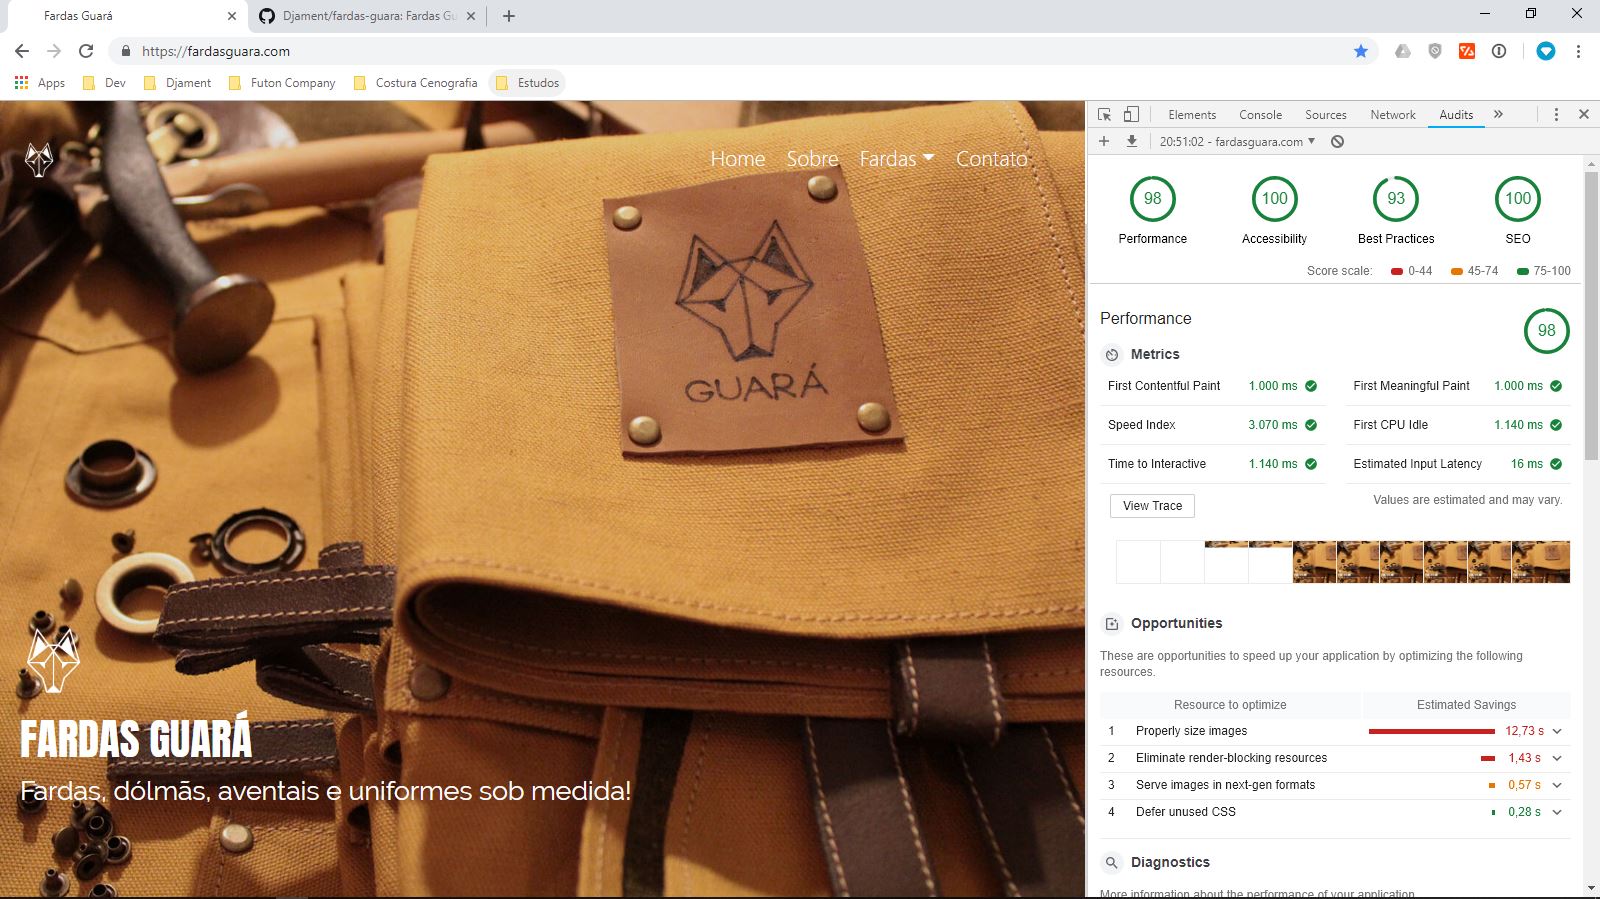 Fardas Guará
Djament/fardas-guara: Fardas Gu
https://fardasguara.com
Apps
Dev
Djament
Futon Company
Costura Cenografia
Estudos
Home
Sobre
Fardas
Contato
GUARÁ
FARDAS GUARÁ
Fardas, dólmãs, aventais e uniformes sob medida!
Elements
Console
Sources
Network
Audits
20:51:02 - fardasguara.com
98
100
93
100
Performance
Accessibility
Best Practices
SEO
Score scale:
0-44
45-74
75-100
Performance
98
Metrics
First Contentful Paint 1.000 ms
First Meaningful Paint 1.000 ms
Speed Index 3.070 ms
First CPU Idle 1.140 ms
Time to Interactive 1.140 ms
Estimated Input Latency 16 ms
View Trace
Values are estimated and may vary.
Opportunities
These are opportunities to speed up your application by optimizing the following
resources.
Resource to optimize
Estimated Savings
1 Properly size images 12,73 s
2 Eliminate render-blocking resources 1,43 s
3 Serve images in next-gen formats 0,57 s
4 Defer unused CSS 0,28 s
Diagnostics
More information about the performance of your application.